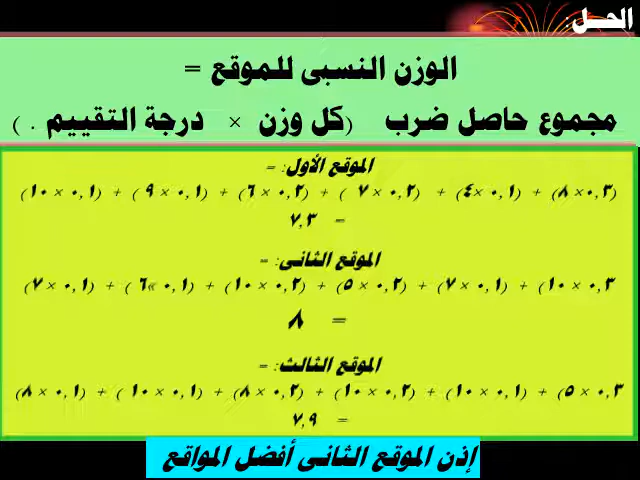 الحـــل:
الوزن النسبى للموقع =
مجموع حاصل ضرب (كل وزن × درجة التقييم . )
الموقع الأول: =
(٠,٣ × ٨) + (٠,١ × ٤) + (٠,٢ × ٧ ) + (٠,٢ × ٦) + (٠,١ × ٩ ) + (٠,١ × ١٠)
= ٧,٣
الموقع الثانى: =
٠,٣ × ١٠) + (٠,١ × ٧) + (٠,٢ × ٥) + (٠,٢ × ١٠) + (٠,١ × 6 ) + (٠,١ × ٧)
= ٨
الموقع الثالث: =
٠,٣ × ٥) + (٠,١ × ١٠) + (٠,٢ × ١٠) + (٠,٢ × ٨) + (٠,١ × ١٠ ) + (٠,١ × ٨)
= ٧,٩
إذن الموقع الثانى أفضل المواقع